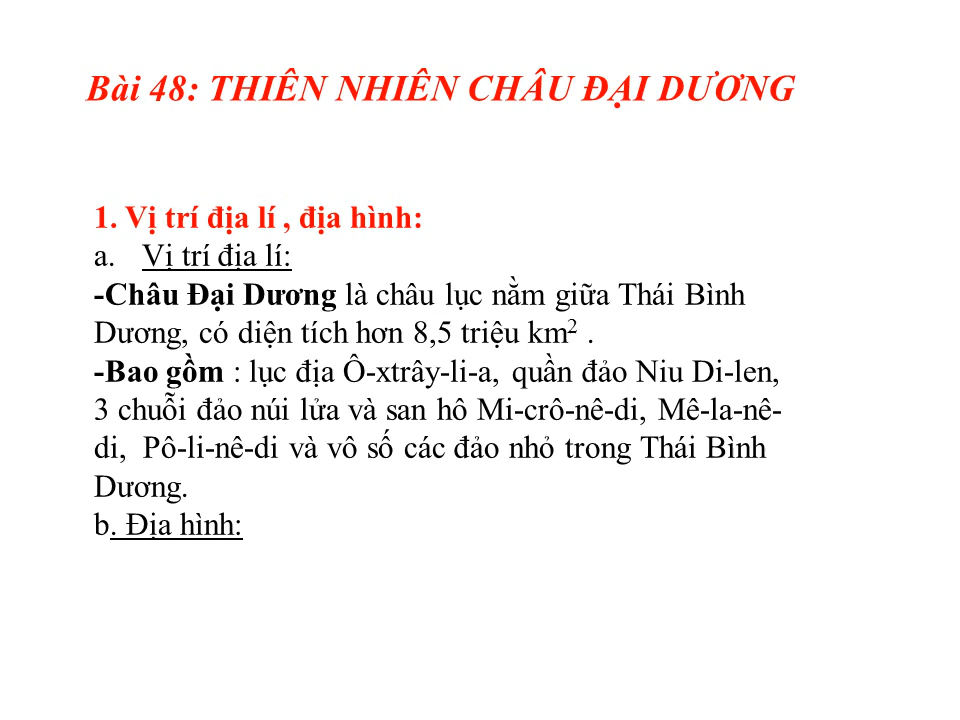 Bài 48: THIÊN NHIÊN CHÂU ĐẠI DƯƠNG
1. Vị trí địa lí , địa hình:
a. Vị trí địa lí:
-Châu Đại Dương là châu lục nằm giữa Thái Bình
Dương, có diện tích hơn 8,5 triệu km².
-Bao gồm : lục địa Ô-xtrây-li-a, quần đảo Niu Di-len,
3 chuỗi đảo núi lửa và san hô Mi-crô-nê-di, Mê-la-nê-
di, Pô-li-nê-di và vô số các đảo nhỏ trong Thái Bình
Dương.
b. Địa hình: